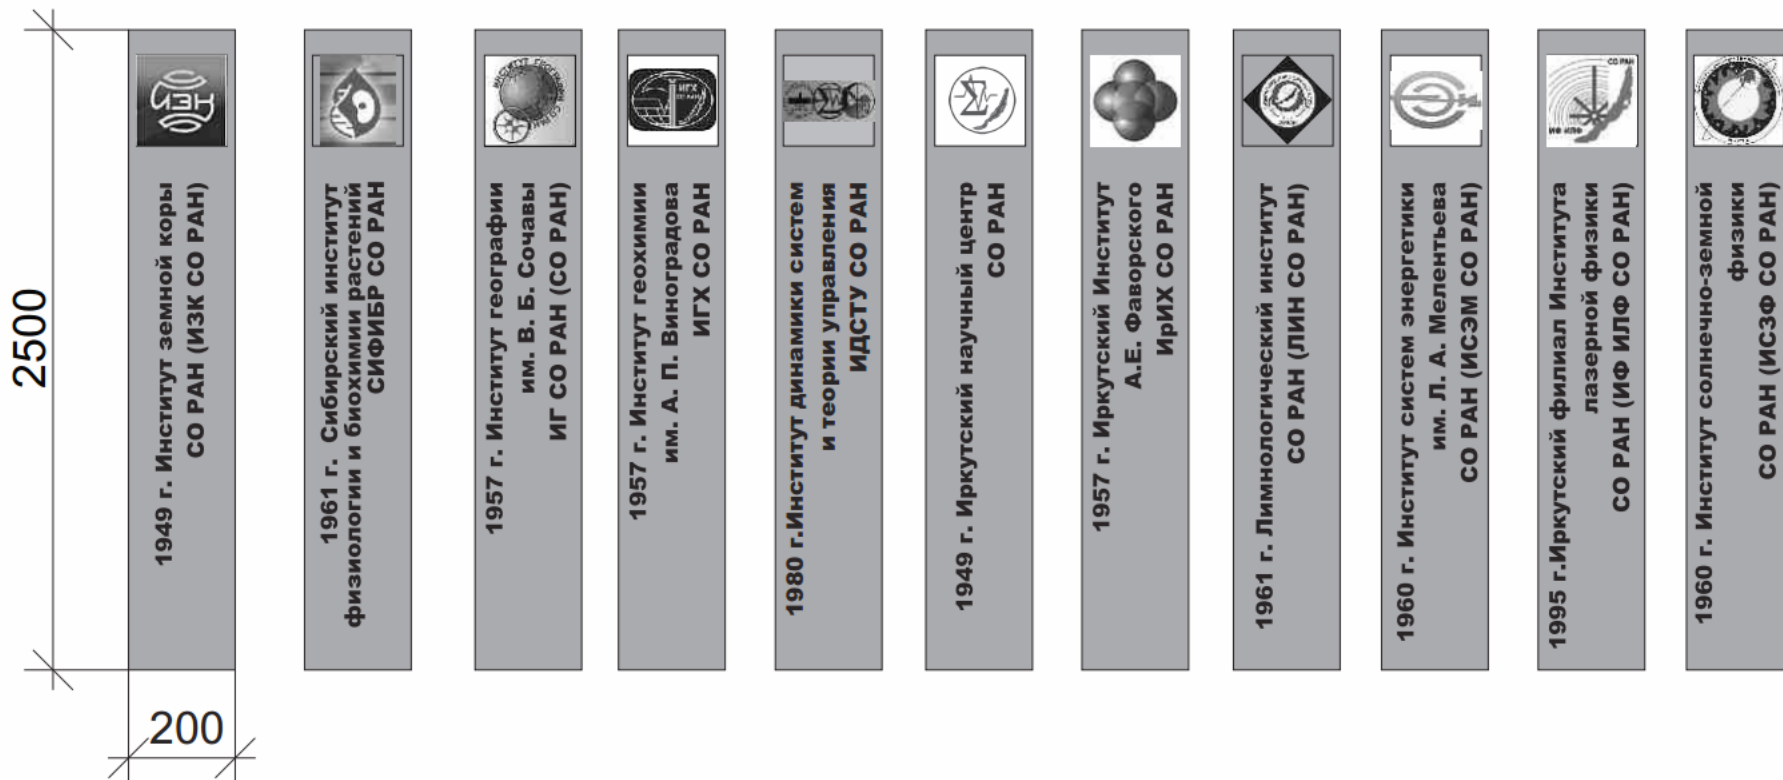 2500
200
1949 г. Институт земной коры
СО РАН (ИЗК СО РАН)
1961 г. Сибирский институт
физиологии и биохимии растений
СИФИБР СО РАН
1957 г. Институт географии
им. В. Б. Сочавы
ИГ СО РАН (СО РАН)
1957 г. Институт геохимии
им. А. П. Виноградова
ИГХ СО РАН
1980 г.Институт динамики систем
и теории управления
ИДСТУ СО РАН
1949 г. Иркутский научный центр
СО РАН
1957 г. Иркутский Институт
А.Е. Фаворского
ИрИХ СО РАН
1961 г. Лимнологический институт
СО РАН (ЛИН СО РАН)
1960 г. Институт систем энергетики
им. Л. А. Мелентьева
СО РАН (ИСЭМ СО РАН)
СО РАН
ИФ ИЛФ
1995 г.Иркутский филиал Института
лазерной физики
СО РАН (ИФ ИЛФ СО РАН)
1960 г. Институт солнечно-земной
физики
СО РАН (ИСЗФ СО РАН)